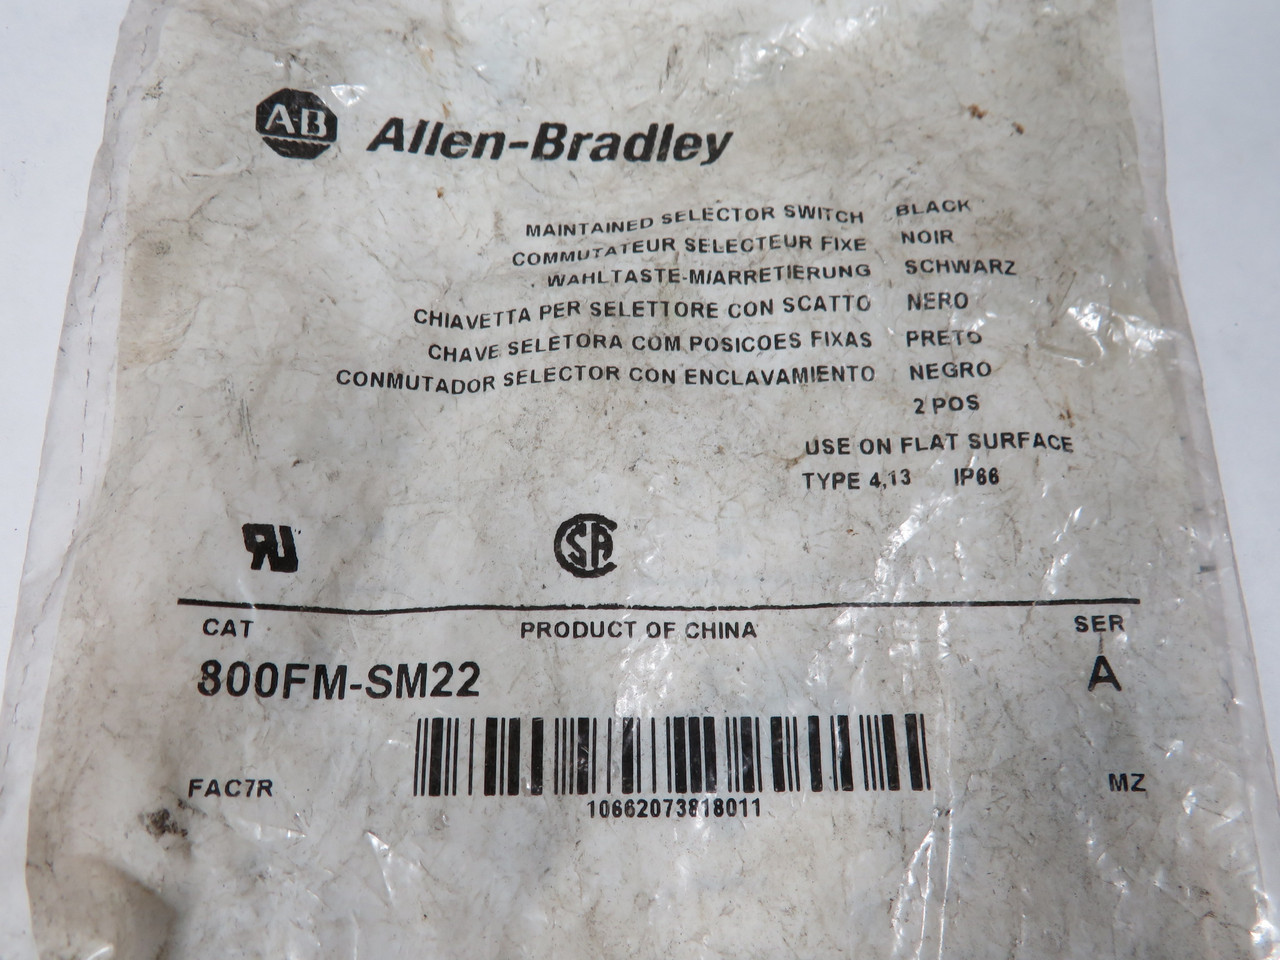 A-B Allen-Bradley
MAINTAINED SELECTOR SWITCH BLACK
COMMUTATEUR SELECTEUR FIXE NOIR
WAHLTASTE-M/ARRETIERUNG SCHWARZ
CHIAVETTA PER SELETTORE CON SCATTO NERO
CHAVE SELETORA COM POSICOES FIXAS PRETO
CONMUTADOR SELECTOR CON ENCLAVAMIENTO NEGRO
2 POS
USE ON FLAT SURFACE
TYPE 4,13 IP66
RU CSA
CAT PRODUCT OF CHINA SER
800FM-SM22 A
FAC7R MZ
10662073818011